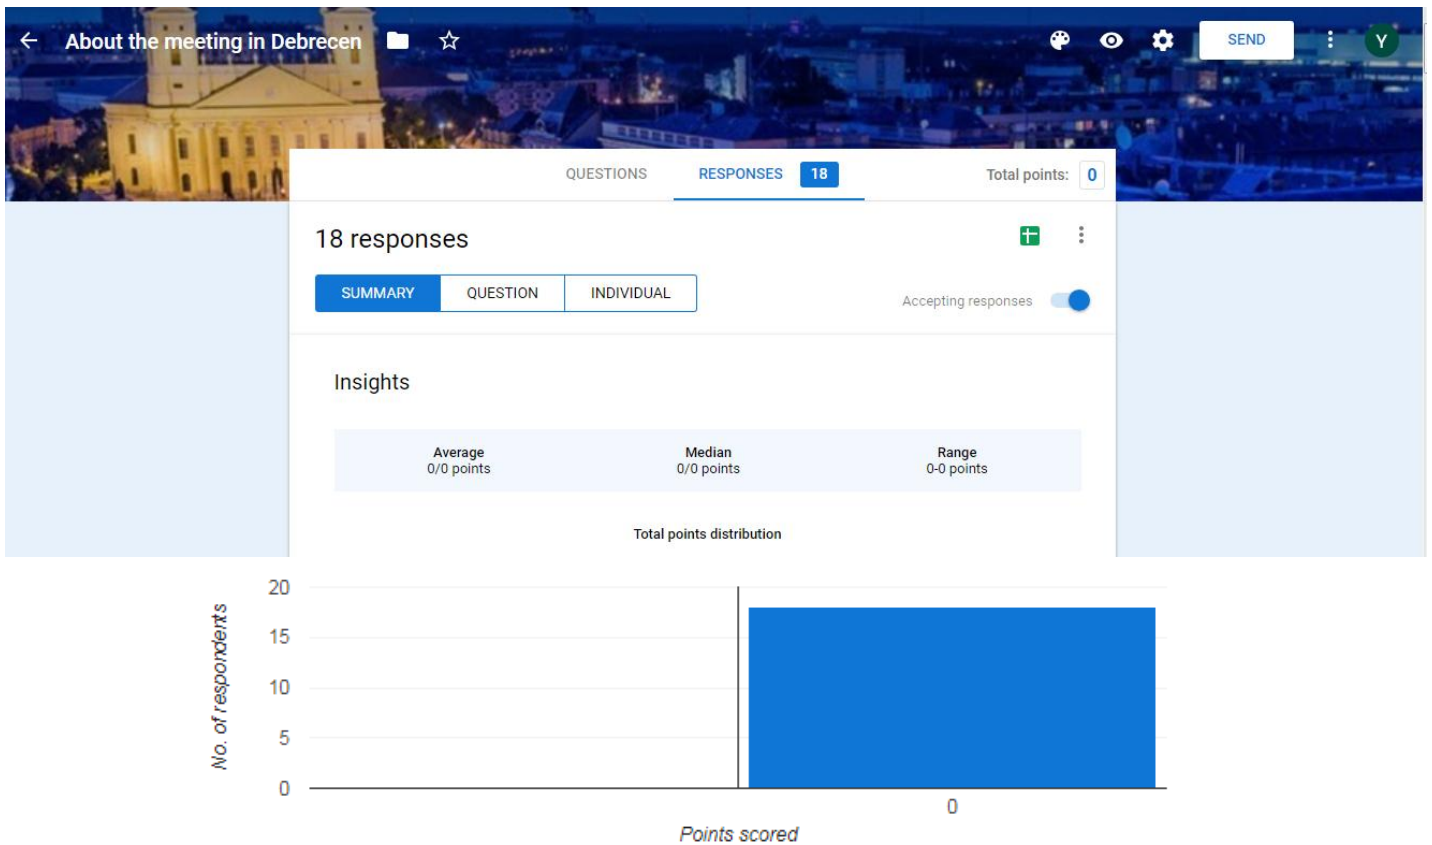 About the meeting in Debrecen
SEND
Y
QUESTIONS RESPONSES 18 Total points: 0
18 responses
SUMMARY QUESTION INDIVIDUAL
Accepting responses
Insights
Average Median Range
0/0 points 0/0 points 0-0 points
Total points distribution
20
15
10
5
0
No. of respondents
0
Points scored